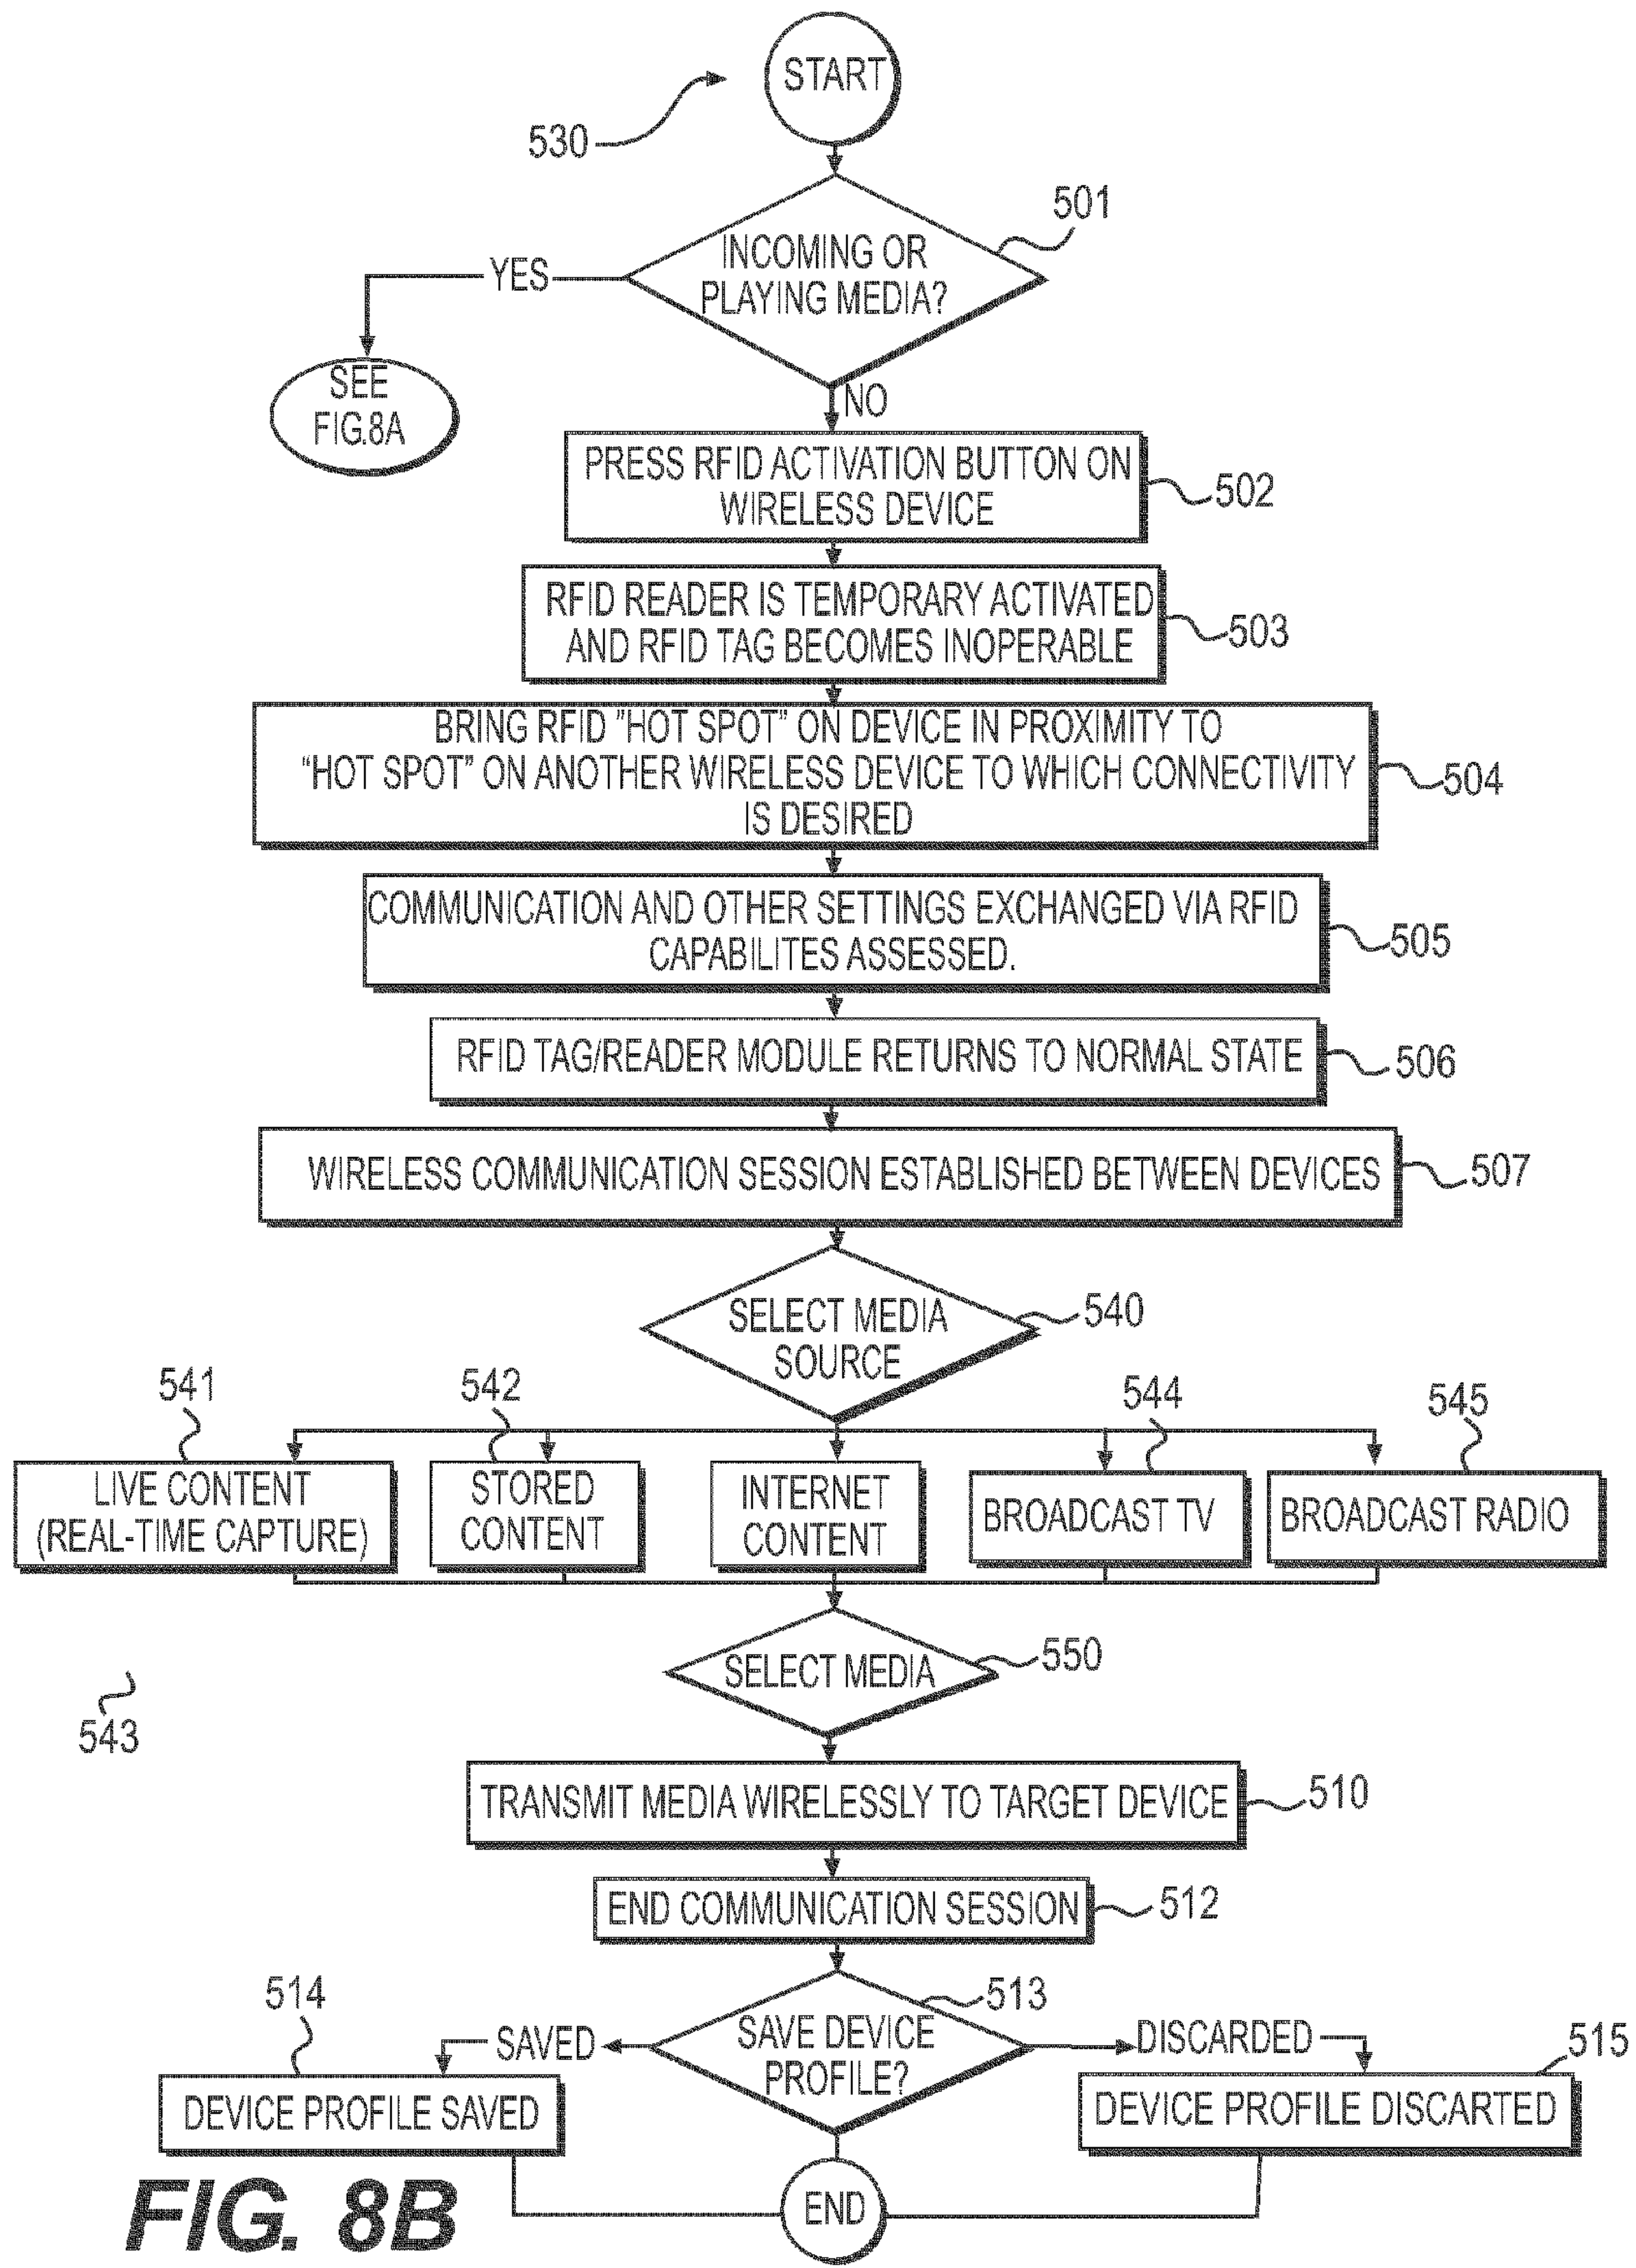 START
530
501
INCOMING OR
PLAYING MEDIA?
YES
SEE
FIG.8A
NO
PRESS RFID ACTIVATION BUTTON ON
WIRELESS DEVICE
502
RFID READER IS TEMPORARY ACTIVATED
AND RFID TAG BECOMES INOPERABLE
503
BRING RFID "HOT SPOT" ON DEVICE IN PROXIMITY TO
"HOT SPOT" ON ANOTHER WIRELESS DEVICE TO WHICH CONNECTIVITY
IS DESIRED
504
COMMUNICATION AND OTHER SETTINGS EXCHANGED VIA RFID
CAPABILITES ASSESSED.
505
RFID TAG/READER MODULE RETURNS TO NORMAL STATE
506
WIRELESS COMMUNICATION SESSION ESTABLISHED BETWEEN DEVICES
507
SELECT MEDIA
SOURCE
540
541
542
544
545
LIVE CONTENT
(REAL-TIME CAPTURE)
STORED
CONTENT
INTERNET
CONTENT
BROADCAST TV
BROADCAST RADIO
SELECT MEDIA
550
543
TRANSMIT MEDIA WIRELESSLY TO TARGET DEVICE
510
END COMMUNICATION SESSION
512
514
513
SAVED
SAVE DEVICE
PROFILE?
DISCARDED
515
DEVICE PROFILE SAVED
DEVICE PROFILE DISCARTED
END
FIG. 8B